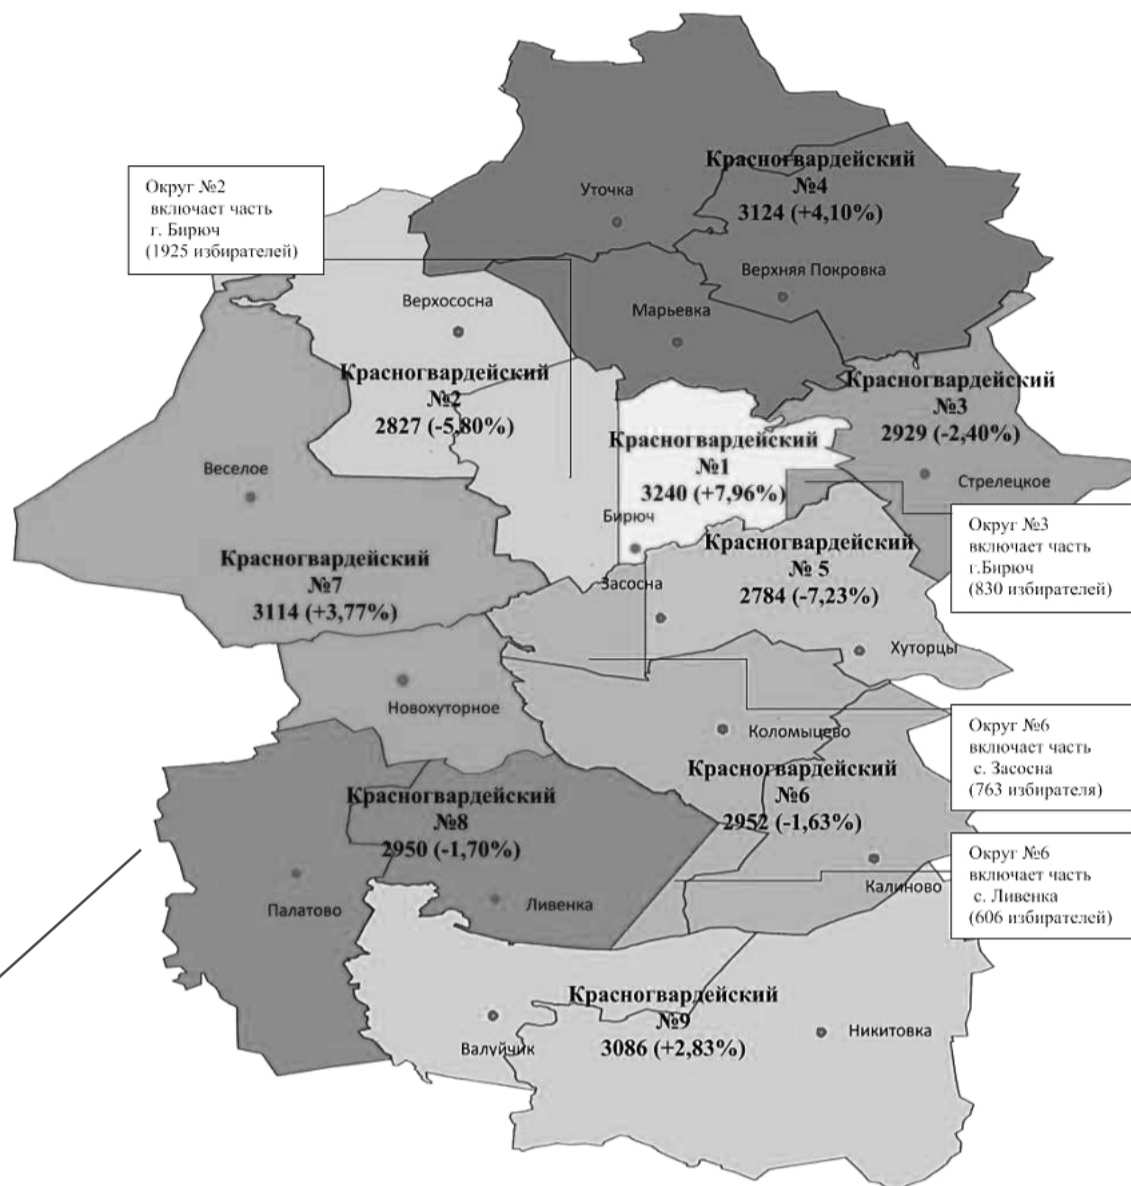 Красногвардейский
№4
3124 (+4,10%)
Уточка
Округ №2
включает часть
г. Бирюч
(1925 избирателей)
Верхняя Покровка
Верхососна
Марьевка
Красногвардейский
№2
2827 (-5,80%)
Красногвардейский
№3
2929 (-2,40%)
Красногвардейский
№1
3240 (+7,96%)
Веселое
Стрелецкое
Бирюч
Округ №3
включает часть
г.Бирюч
(830 избирателей)
Красногвардейский
№ 5
2784 (-7,23%)
Красногвардейский
№7
3114 (+3,77%)
Засосна
Хуторцы
Новохуторное
Коломыцево
Округ №6
включает часть
с. Засосна
(763 избирателя)
Красногвардейский
№6
2952 (-1,63%)
Красногвардейский
№8
2950 (-1,70%)
Округ №6
включает часть
с. Ливенка
(606 избирателей)
Калиново
Палатово
Ливенка
Красногвардейский
№9
3086 (+2,83%)
Валуйчик
Никитовка